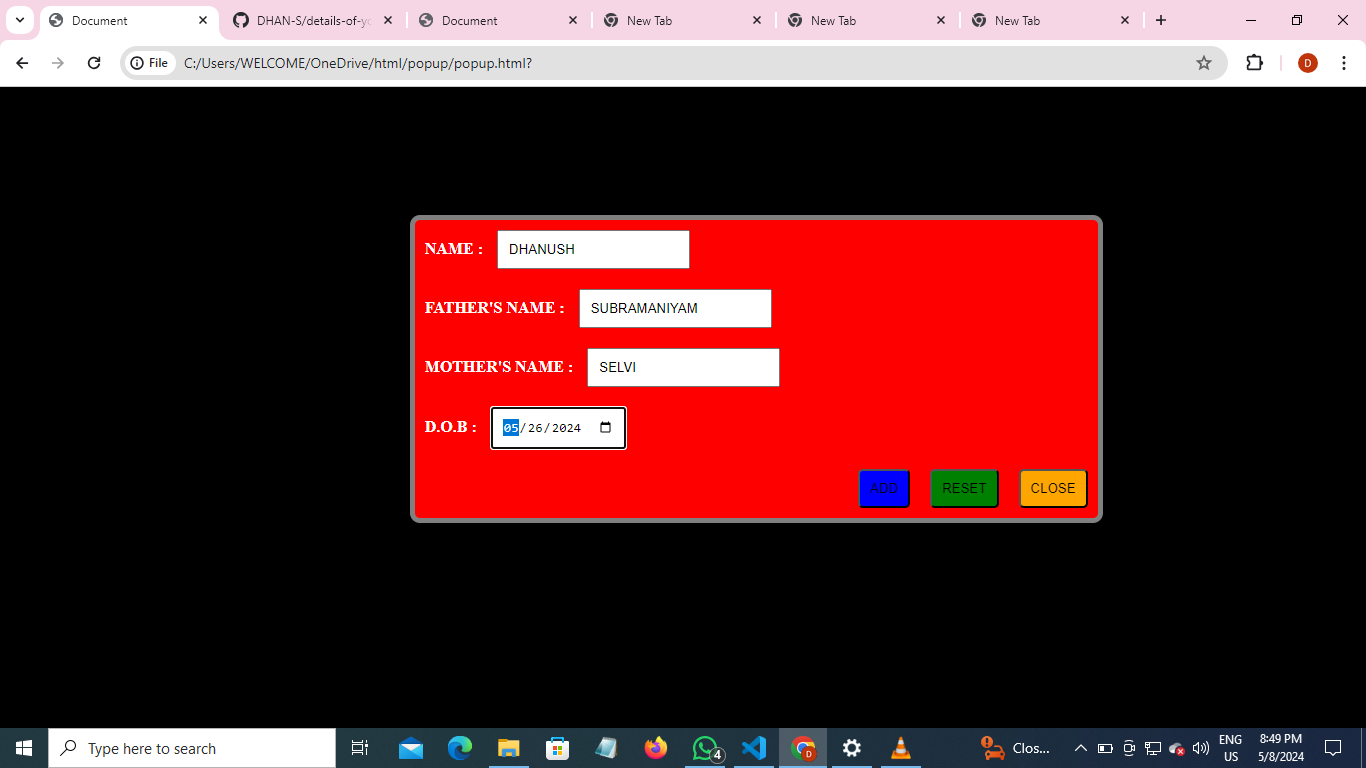 Document
DHAN-S/details-of-yo
Document
New Tab
New Tab
New Tab
File
C:/Users/WELCOME/OneDrive/html/popup/popup.html?
D
NAME :
DHANUSH
FATHER'S NAME :
SUBRAMANIYAM
MOTHER'S NAME :
SELVI
D.O.B :
05/26/2024
ADD
RESET
CLOSE
Type here to search
4
D
Clos...
ENG
US
8:49 PM
5/8/2024